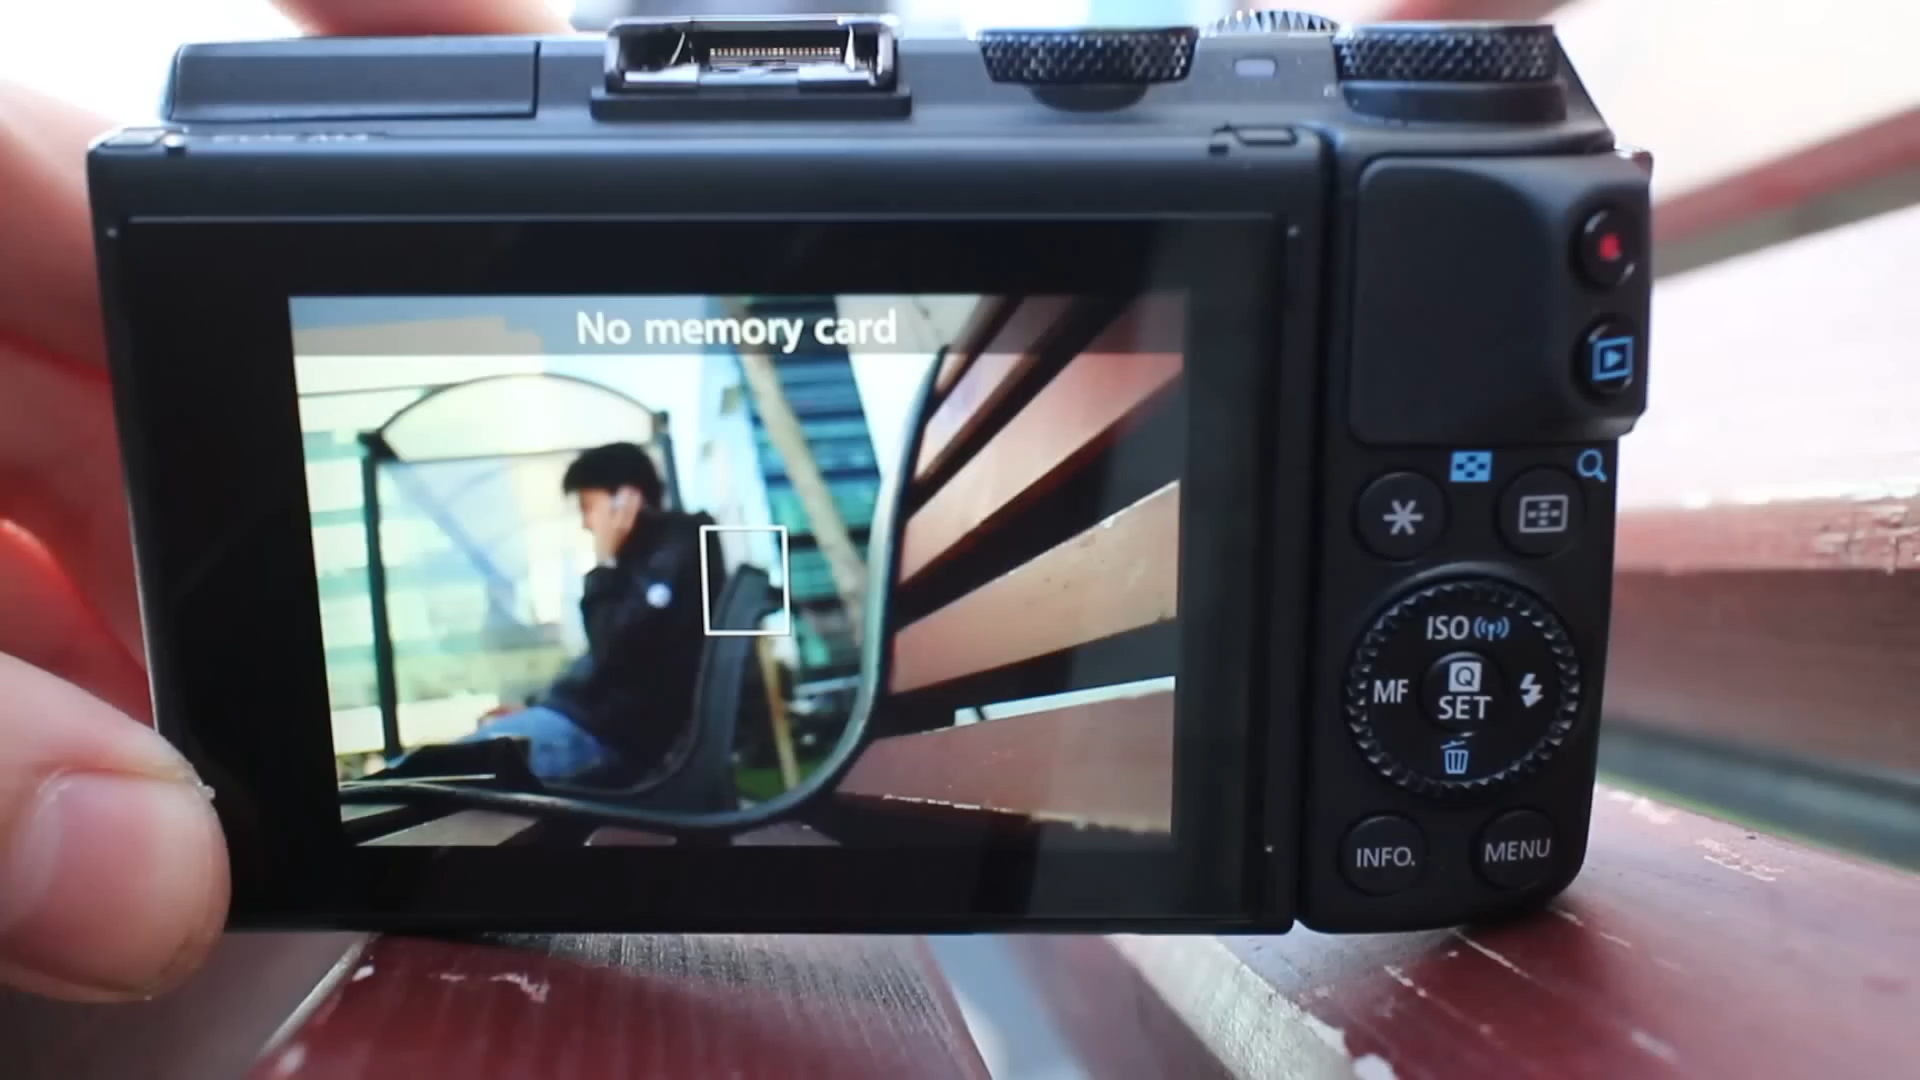 No memory card
ISO
MF
Q
SET
INFO.
MENU